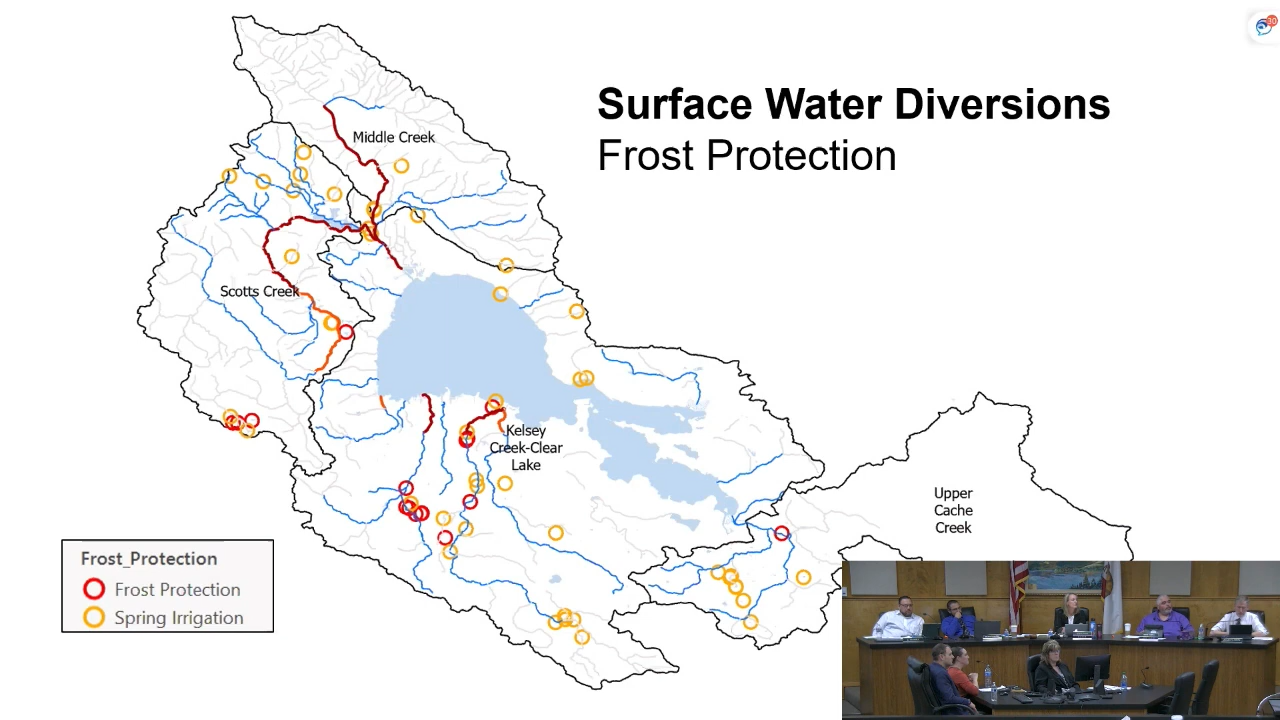 30
Surface Water Diversions
Frost Protection
Middle Creek
Scotts Creek
Kelsey
Creek-Clear
Lake
Upper
Cache
Creek
Frost_Protection
Frost Protection
Spring Irrigation